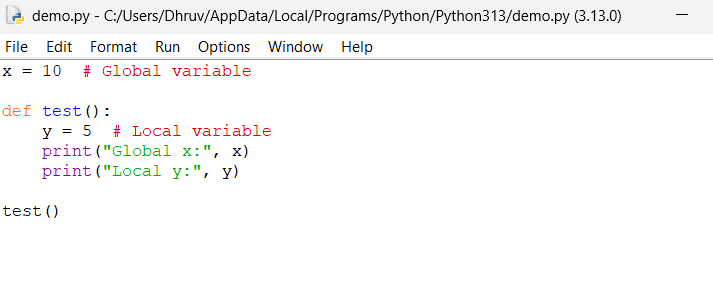 demo.py - C:/Users/Dhruv/AppData/Local/Programs/Python/Python313/demo.py (3.13.0)
File Edit Format Run Options Window Help
x = 10  # Global variable

def test():
    y = 5  # Local variable
    print("Global x:", x)
    print("Local y:", y)

test()